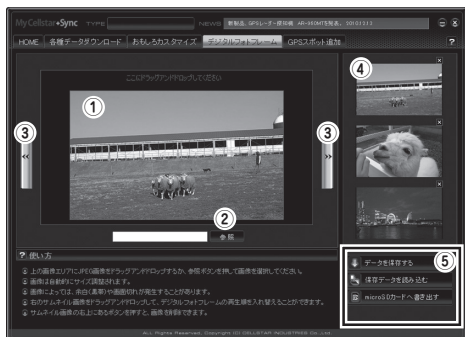 MyCellstar+Sync TYPE NEWS 新製品、GPSレーザー探知機 AR-960MTを発表。 2010.12.13
HOME 各種データダウンロード おもしろカスタマイズ デジタルフォトフレーム GPSスポット追加 ?
ここにドラッグアンドドロップしてください
① ④
③ ③
② 参照
? 使い方
上の画像エリアにJPEG画像をドラッグアンドドロップするか、参照ボタンを押して画像を選択してください。
画像は自動的にサイズ調整されます。
画像によっては、余白(黒帯)や画面切れが発生することがあります。
右のサムネイル画像をドラッグアンドドロップして、デジタルフォトフレームの再生順を入れ替えることができます。
サムネイル画像の右上にあるボタンを押すと、画像を削除できます。
⑤
データを保存する
保存データを読み込む
microSDカードへ書き出す
ALL Rights Reserved, Copyright (C) CELLSTAR INDUSTRIES Co.,Ltd.